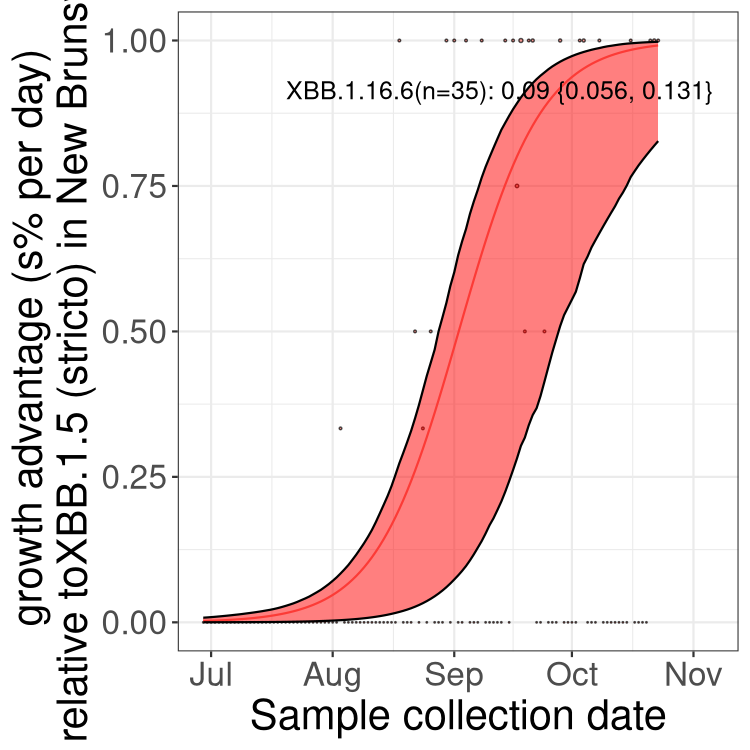 growth advantage (s% per day)
relative toXBB.1.5 (stricto) in New
1.00
0.75
0.50
0.25
0.00
XBB.1.16.6(n=35): 0.09 {0.056, 0.131}
Jul Aug Sep Oct Nov
Sample collection date